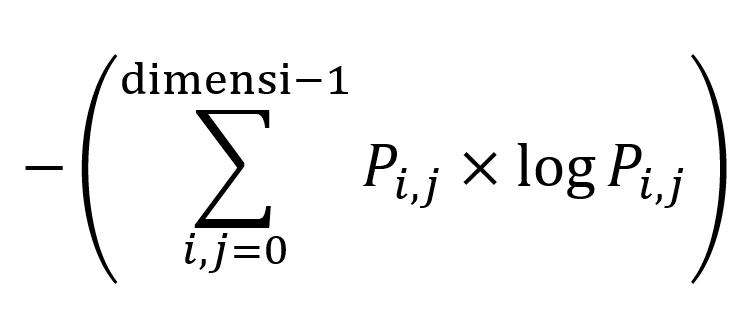 −(∑_{i,j=0}^{dimensi−1} P_{i,j} × log P_{i,j})